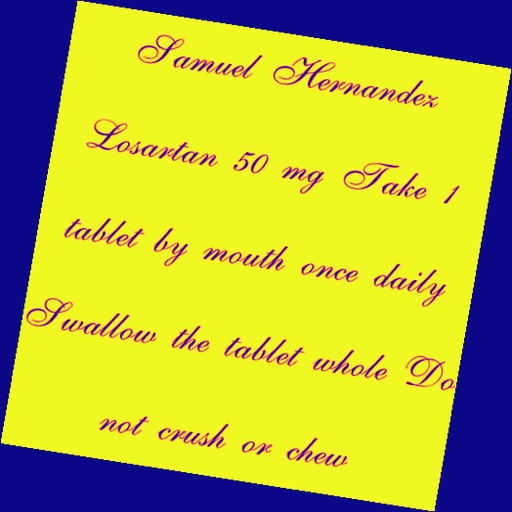 Samuel Hernandez
Losartan 50 mg Take 1
tablet by mouth once daily
Swallow the tablet whole Do
not crush or chew